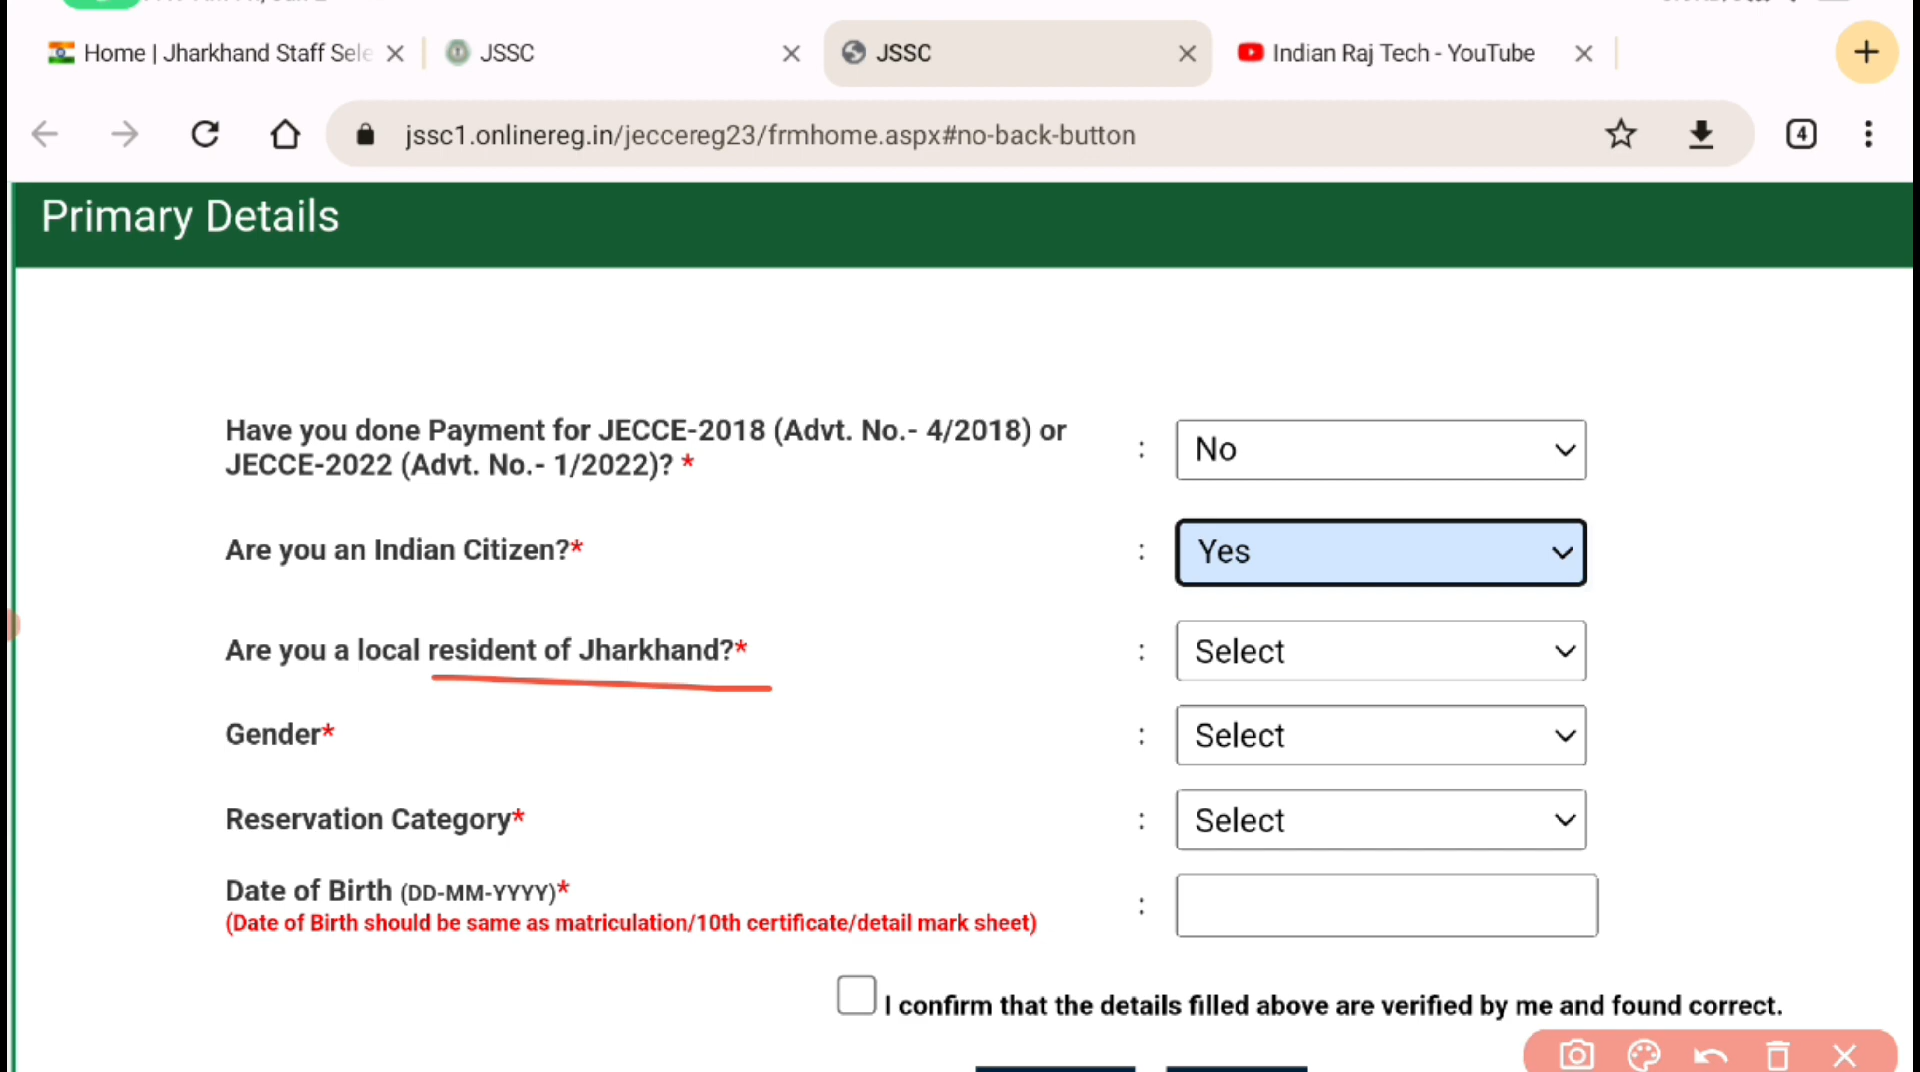 Home | Jharkhand Staff Sele
JSSC
JSSC
Indian Raj Tech - YouTube
jssc1.onlinereg.in/jeccereg23/frmhome.aspx#no-back-button
4
Primary Details
Have you done Payment for JECCE-2018 (Advt. No.- 4/2018) or
JECCE-2022 (Advt. No.- 1/2022)? *
:
No
Are you an Indian Citizen?*
:
Yes
Are you a local resident of Jharkhand?*
:
Select
Gender*
:
Select
Reservation Category*
:
Select
Date of Birth (DD-MM-YYYY)*
(Date of Birth should be same as matriculation/10th certificate/detail mark sheet)
:
I confirm that the details filled above are verified by me and found correct.